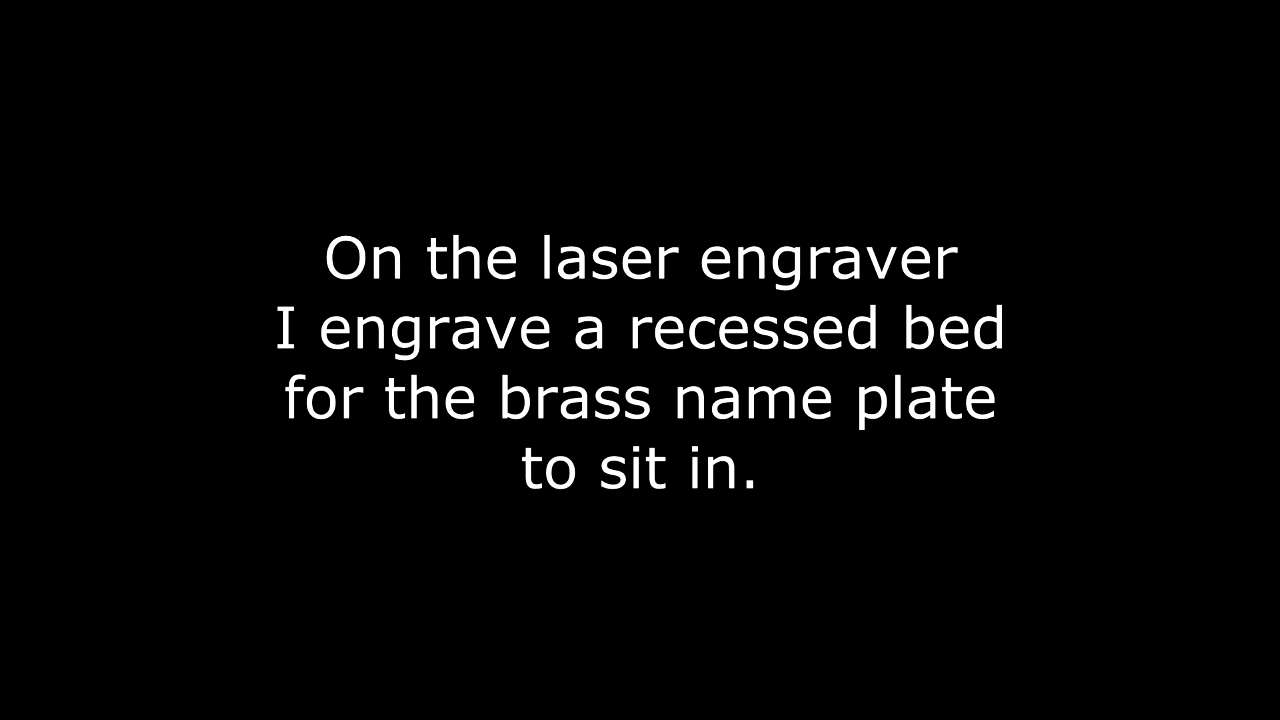 On the laser engraver
I engrave a recessed bed
for the brass name plate
to sit in.